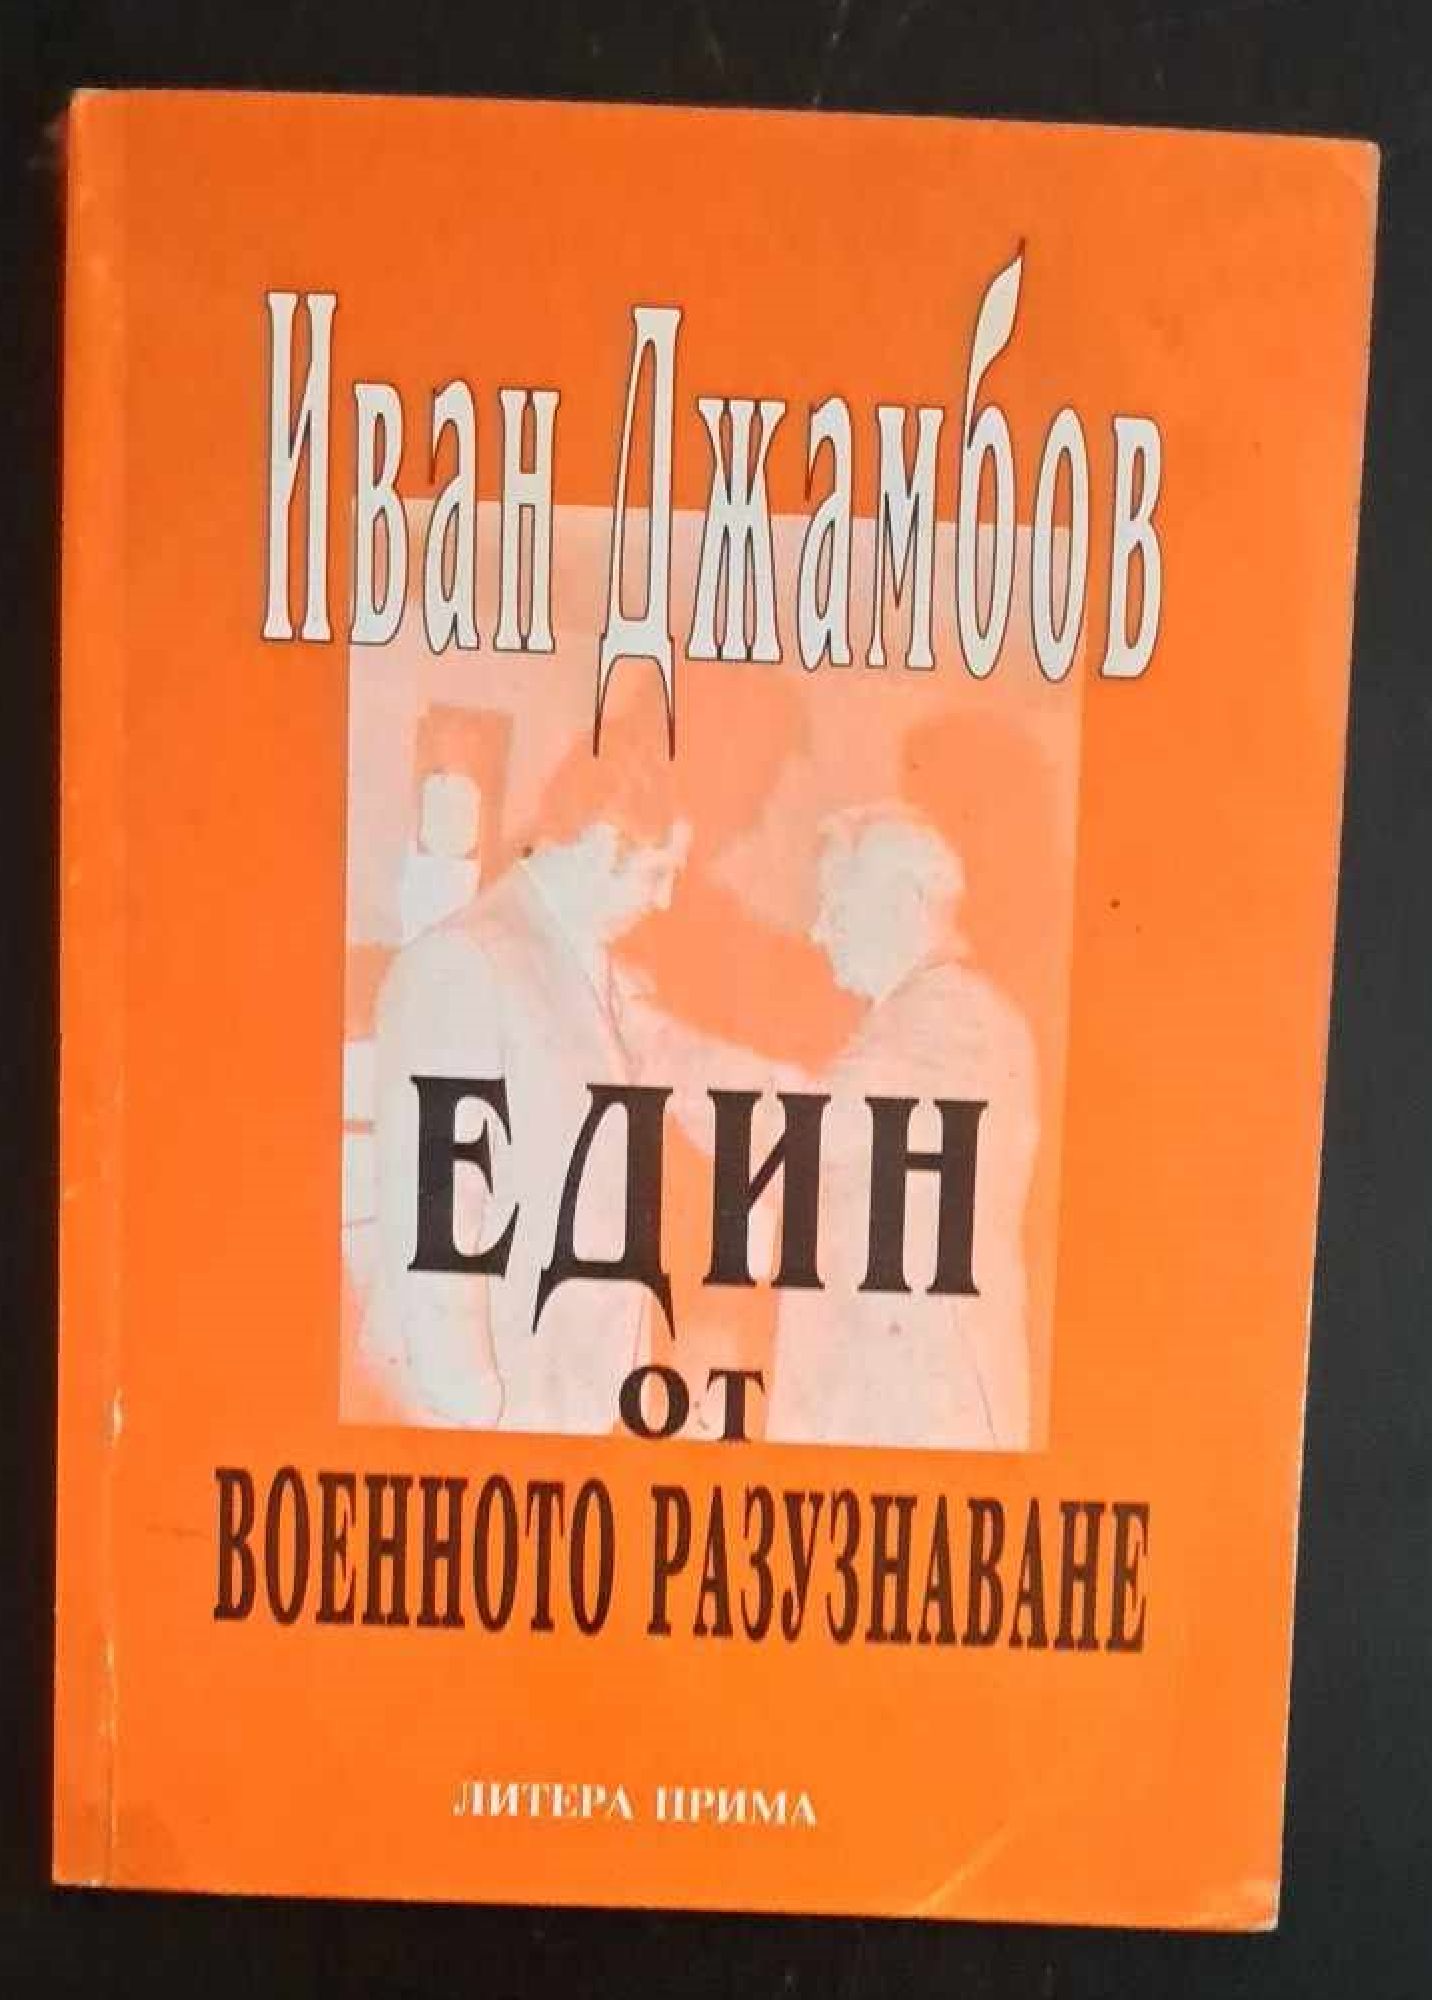 Иван Джамбов
ЕДИН
от
ВОЕННОТО РАЗУЗНАВАНЕ
ЛИТЕРА ПРИМА